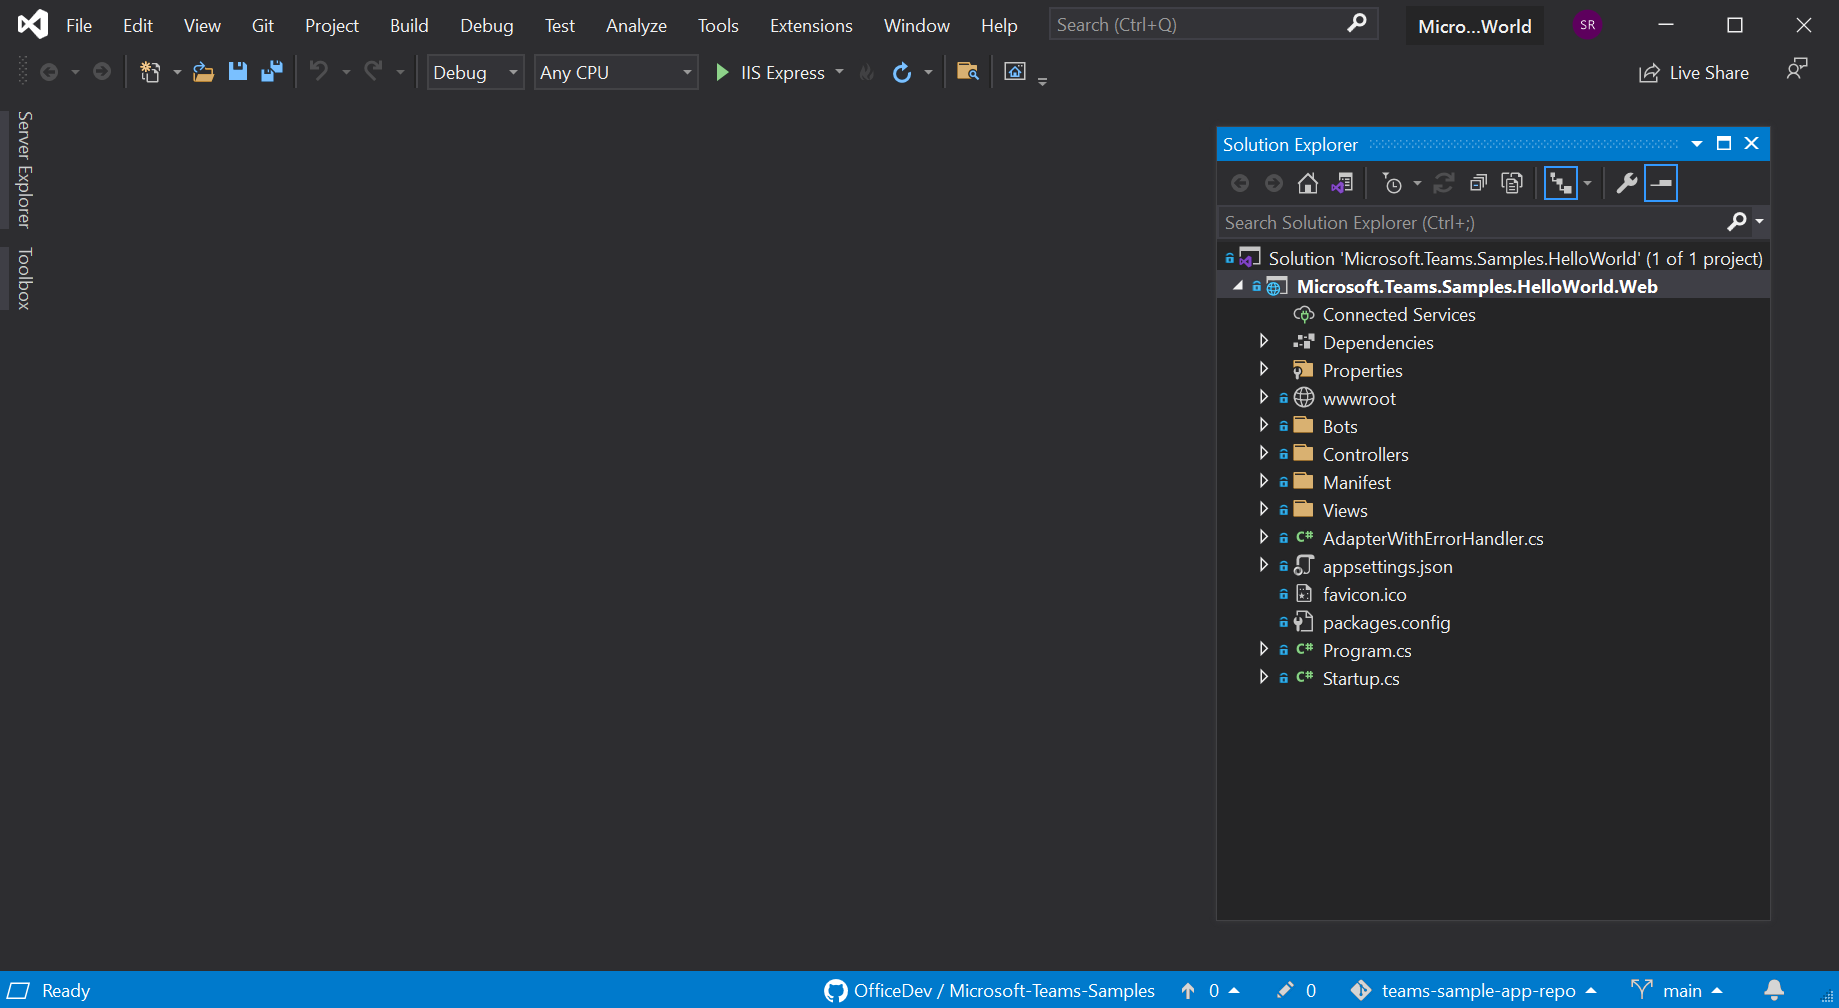 File Edit View Git Project Build Debug Test Analyze Tools Extensions Window Help Search (Ctrl+Q) Micro...World SR
Debug Any CPU IIS Express Live Share
Server Explorer
Toolbox
Solution Explorer
Search Solution Explorer (Ctrl+;)
Solution 'Microsoft.Teams.Samples.HelloWorld' (1 of 1 project)
Microsoft.Teams.Samples.HelloWorld.Web
Connected Services
Dependencies
Properties
wwwroot
Bots
Controllers
Manifest
Views
C# AdapterWithErrorHandler.cs
appsettings.json
favicon.ico
packages.config
C# Program.cs
C# Startup.cs
Ready OfficeDev / Microsoft-Teams-Samples 0 0 teams-sample-app-repo main